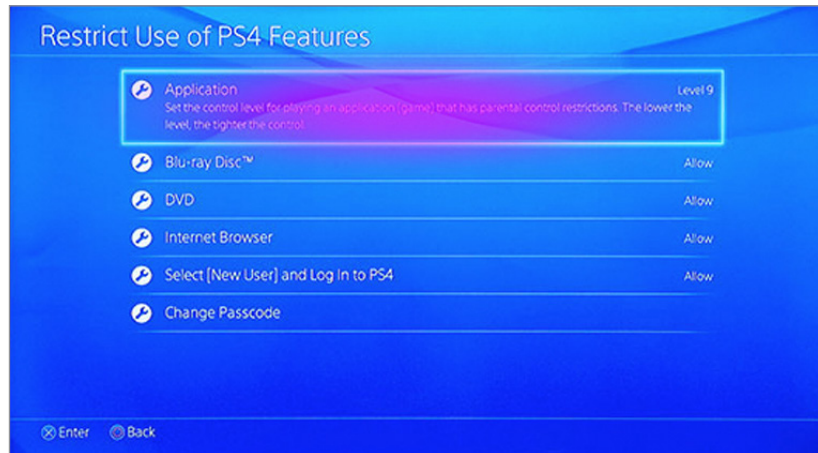 Restrict Use of PS4 Features
Application Level 9
Set the control level for playing an application (game) that has parental control restrictions. The lower the
level, the tighter the control.
Blu-ray Disc™ Allow
DVD Allow
Internet Browser Allow
Select [New User] and Log In to PS4 Allow
Change Passcode
Enter Back